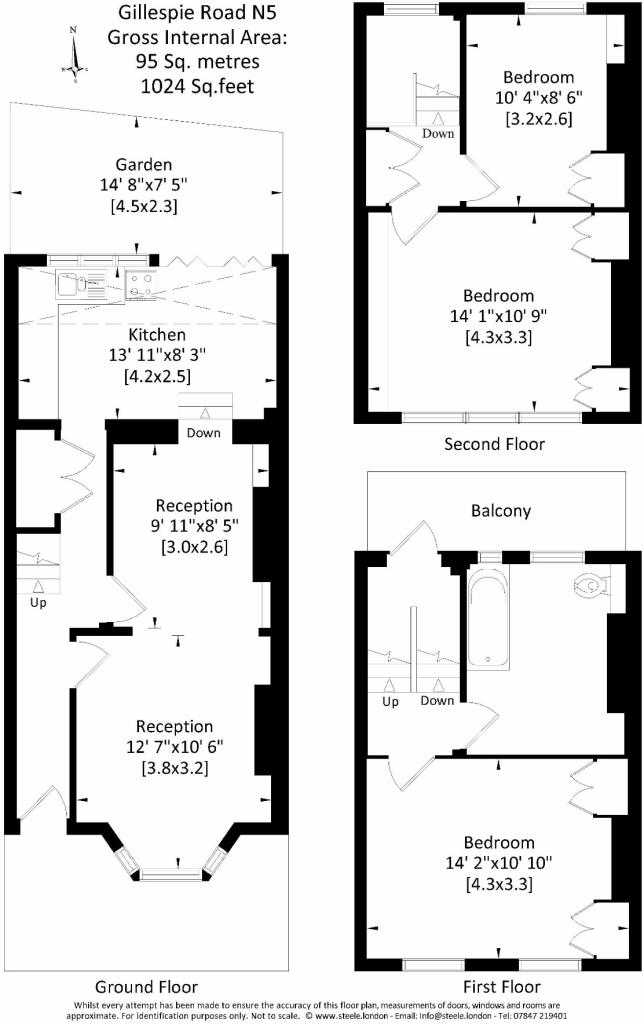 Gillespie Road N5
Gross Internal Area:
95 Sq. metres
1024 Sq.feet
N
W
E
S
Garden
14' 8"x7' 5"
[4.5x2.3]
Kitchen
13' 11"x8' 3"
[4.2x2.5]
Down
Reception
9' 11"x8' 5"
[3.0x2.6]
Up
Reception
12' 7"x10' 6"
[3.8x3.2]
Ground Floor
Bedroom
10' 4"x8' 6"
[3.2x2.6]
Down
Bedroom
14' 1"x10' 9"
[4.3x3.3]
Second Floor
Balcony
Up
Down
Bedroom
14' 2"x10' 10"
[4.3x3.3]
First Floor
Whilst every attempt has been made to ensure the accuracy of this floor plan, measurements of doors, windows and rooms are
approximate. For identification purposes only. Not to scale. © www.steele.london - Email: Info@steele.london - Tel: 07847 219401